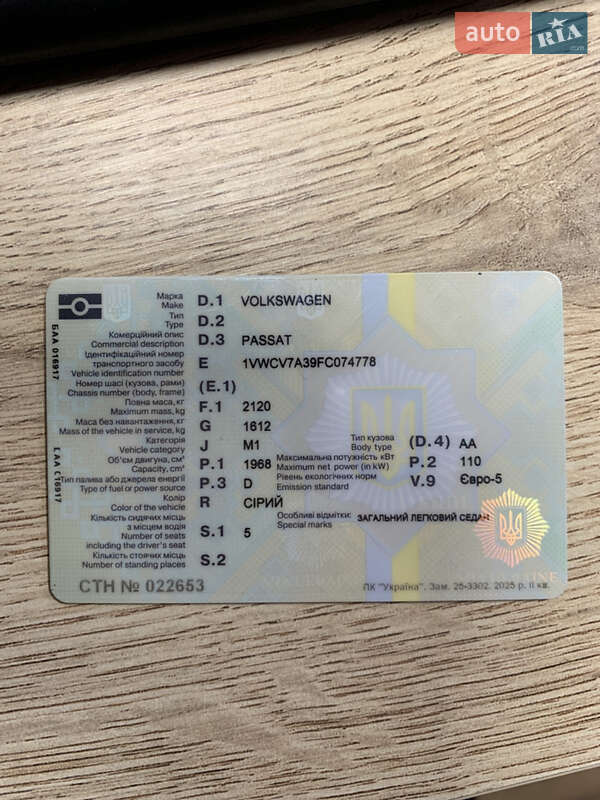 auto RIA .com
Марка
Make D.1 VOLKSWAGEN
Тип
Type D.2
Комерційний опис
Commercial description D.3 PASSAT
Ідентифікаційний номер
транспортного засобу
Vehicle identification number E 1VWCV7A39FC074778
Номер шасі (кузова, рами)
Chassis number (body, frame) (E.1)
Повна маса, кг
Maximum mass, kg F.1 2120
Маса без навантаження, кг
Mass of the vehicle in service, kg G 1612
Категорія
Vehicle category J M1
Тип кузова
Body type (D.4) АА
Об'єм двигуна, см³
Capacity, cm³ P.1 1968
Максимальна потужність кВт
Maximum net power (in kW) P.2 110
Тип палива або джерела енергії
Type of fuel or power source P.3 D
Рівень екологічних норм
Emission standard V.9 Євро-5
Колір
Color of the vehicle R СІРИЙ
Кількість сидячих місць
з місцем водія
Number of seats
including the driver's seat S.1 5
Особливі відмітки:
Special marks ЗАГАЛЬНИЙ ЛЕГКОВИЙ СЕДАН
Кількість стоячих місць
Number of standing places S.2
СТН № 022653
ПК "Україна". Зам. 25-3302. 2025 р. II кв.
БАА 016917